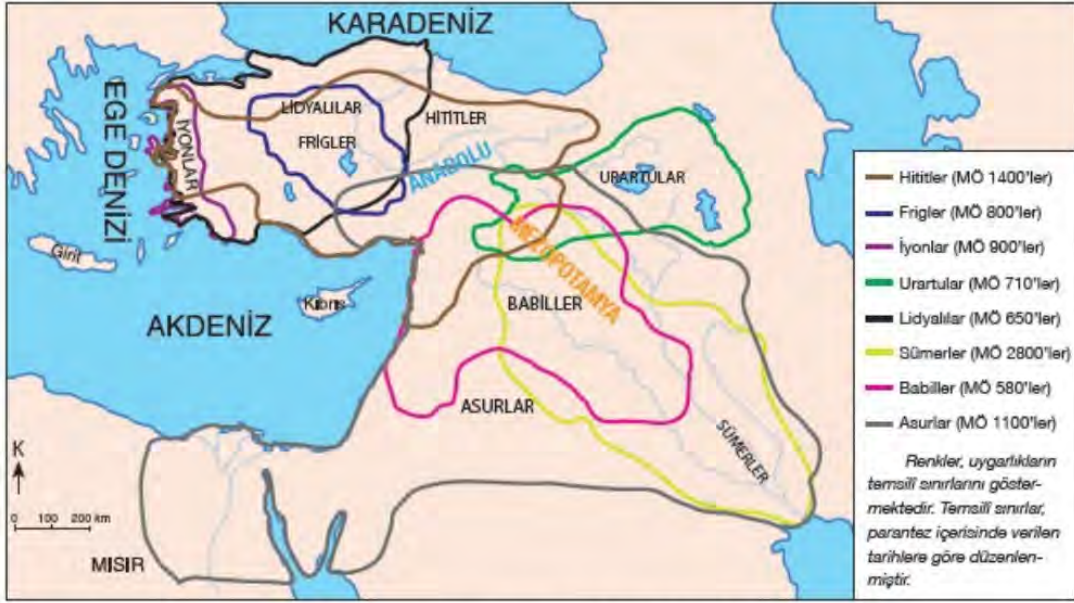 KARADENİZ
EGE DENİZİ
LİDYALILAR
HİTİTLER
FRİGLER
İYONLAR
ANADOLU
URARTULAR
MEZOPOTAMYA
Girit
Kıbrıs
BABİLLER
AKDENİZ
ASURLAR
SÜMERLER
K
0 100 200 km
MISIR
Hititler (MÖ 1400'ler)
Frigler (MÖ 800'ler)
İyonlar (MÖ 900'ler)
Urartular (MÖ 710'ler)
Lidyalılar (MÖ 650'ler)
Sümerler (MÖ 2800'ler)
Babiller (MÖ 580'ler)
Asurlar (MÖ 1100'ler)
Renkler, uygarlıkların
temsilî sınırlarını göster-
mektedir. Temsilî sınırlar,
parantez içerisinde verilen
tarihlere göre düzenlen-
miştir.